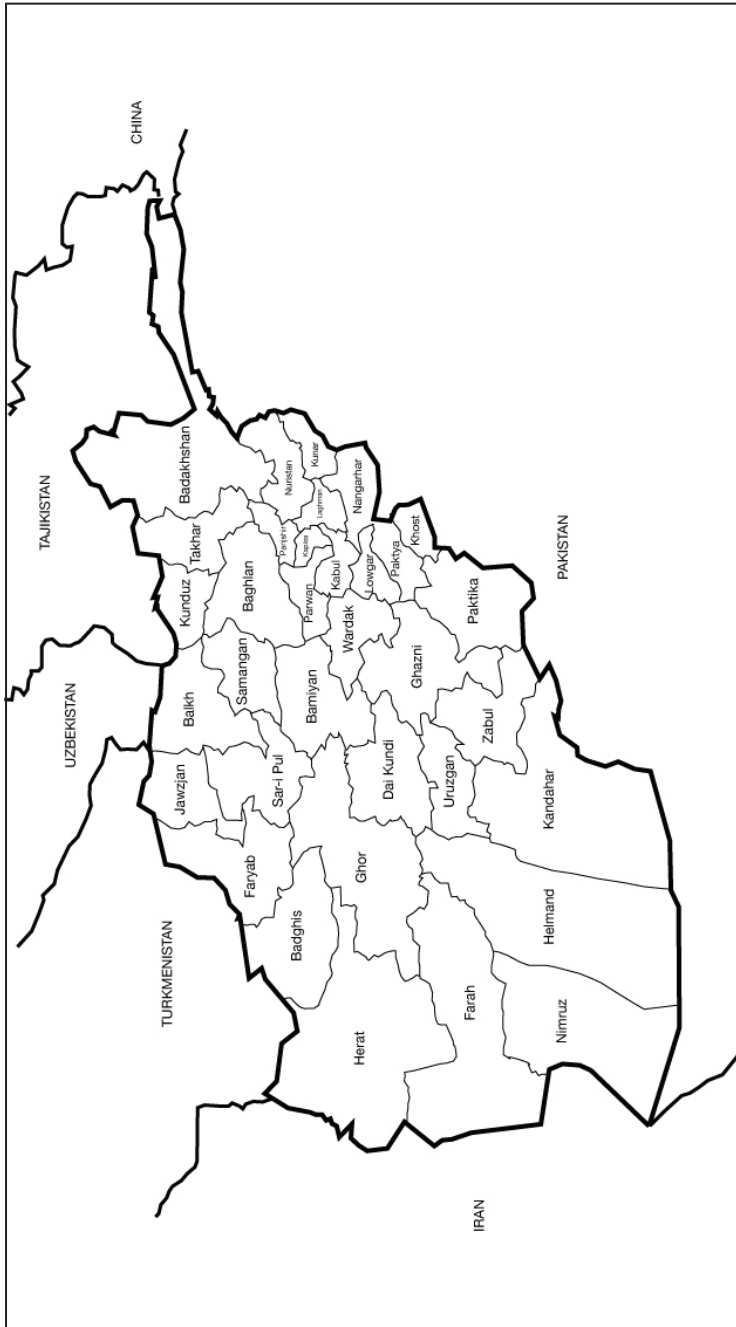 TAJIKISTAN
UZBEKISTAN
CHINA
TURKMENISTAN
Jawzjan
Balkh
Kunduz
Takhar
Badakhshan
Faryab
Samangan
Baghlan
Sar-i Pul
Panjshir
Nuristan
Badghis
Bamiyan
Parwan
Kapisa
Laghman
Kunar
Herat
Ghor
Wardak
Kabul
Nangarhar
Dai Kundi
Lowgar
Paktya
Ghazni
Khost
Uruzgan
IRAN
Farah
Zabul
Paktika
Nimruz
Helmand
Kandahar
PAKISTAN